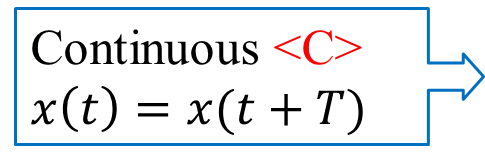 Continuous <C>
x(t) = x(t + T)